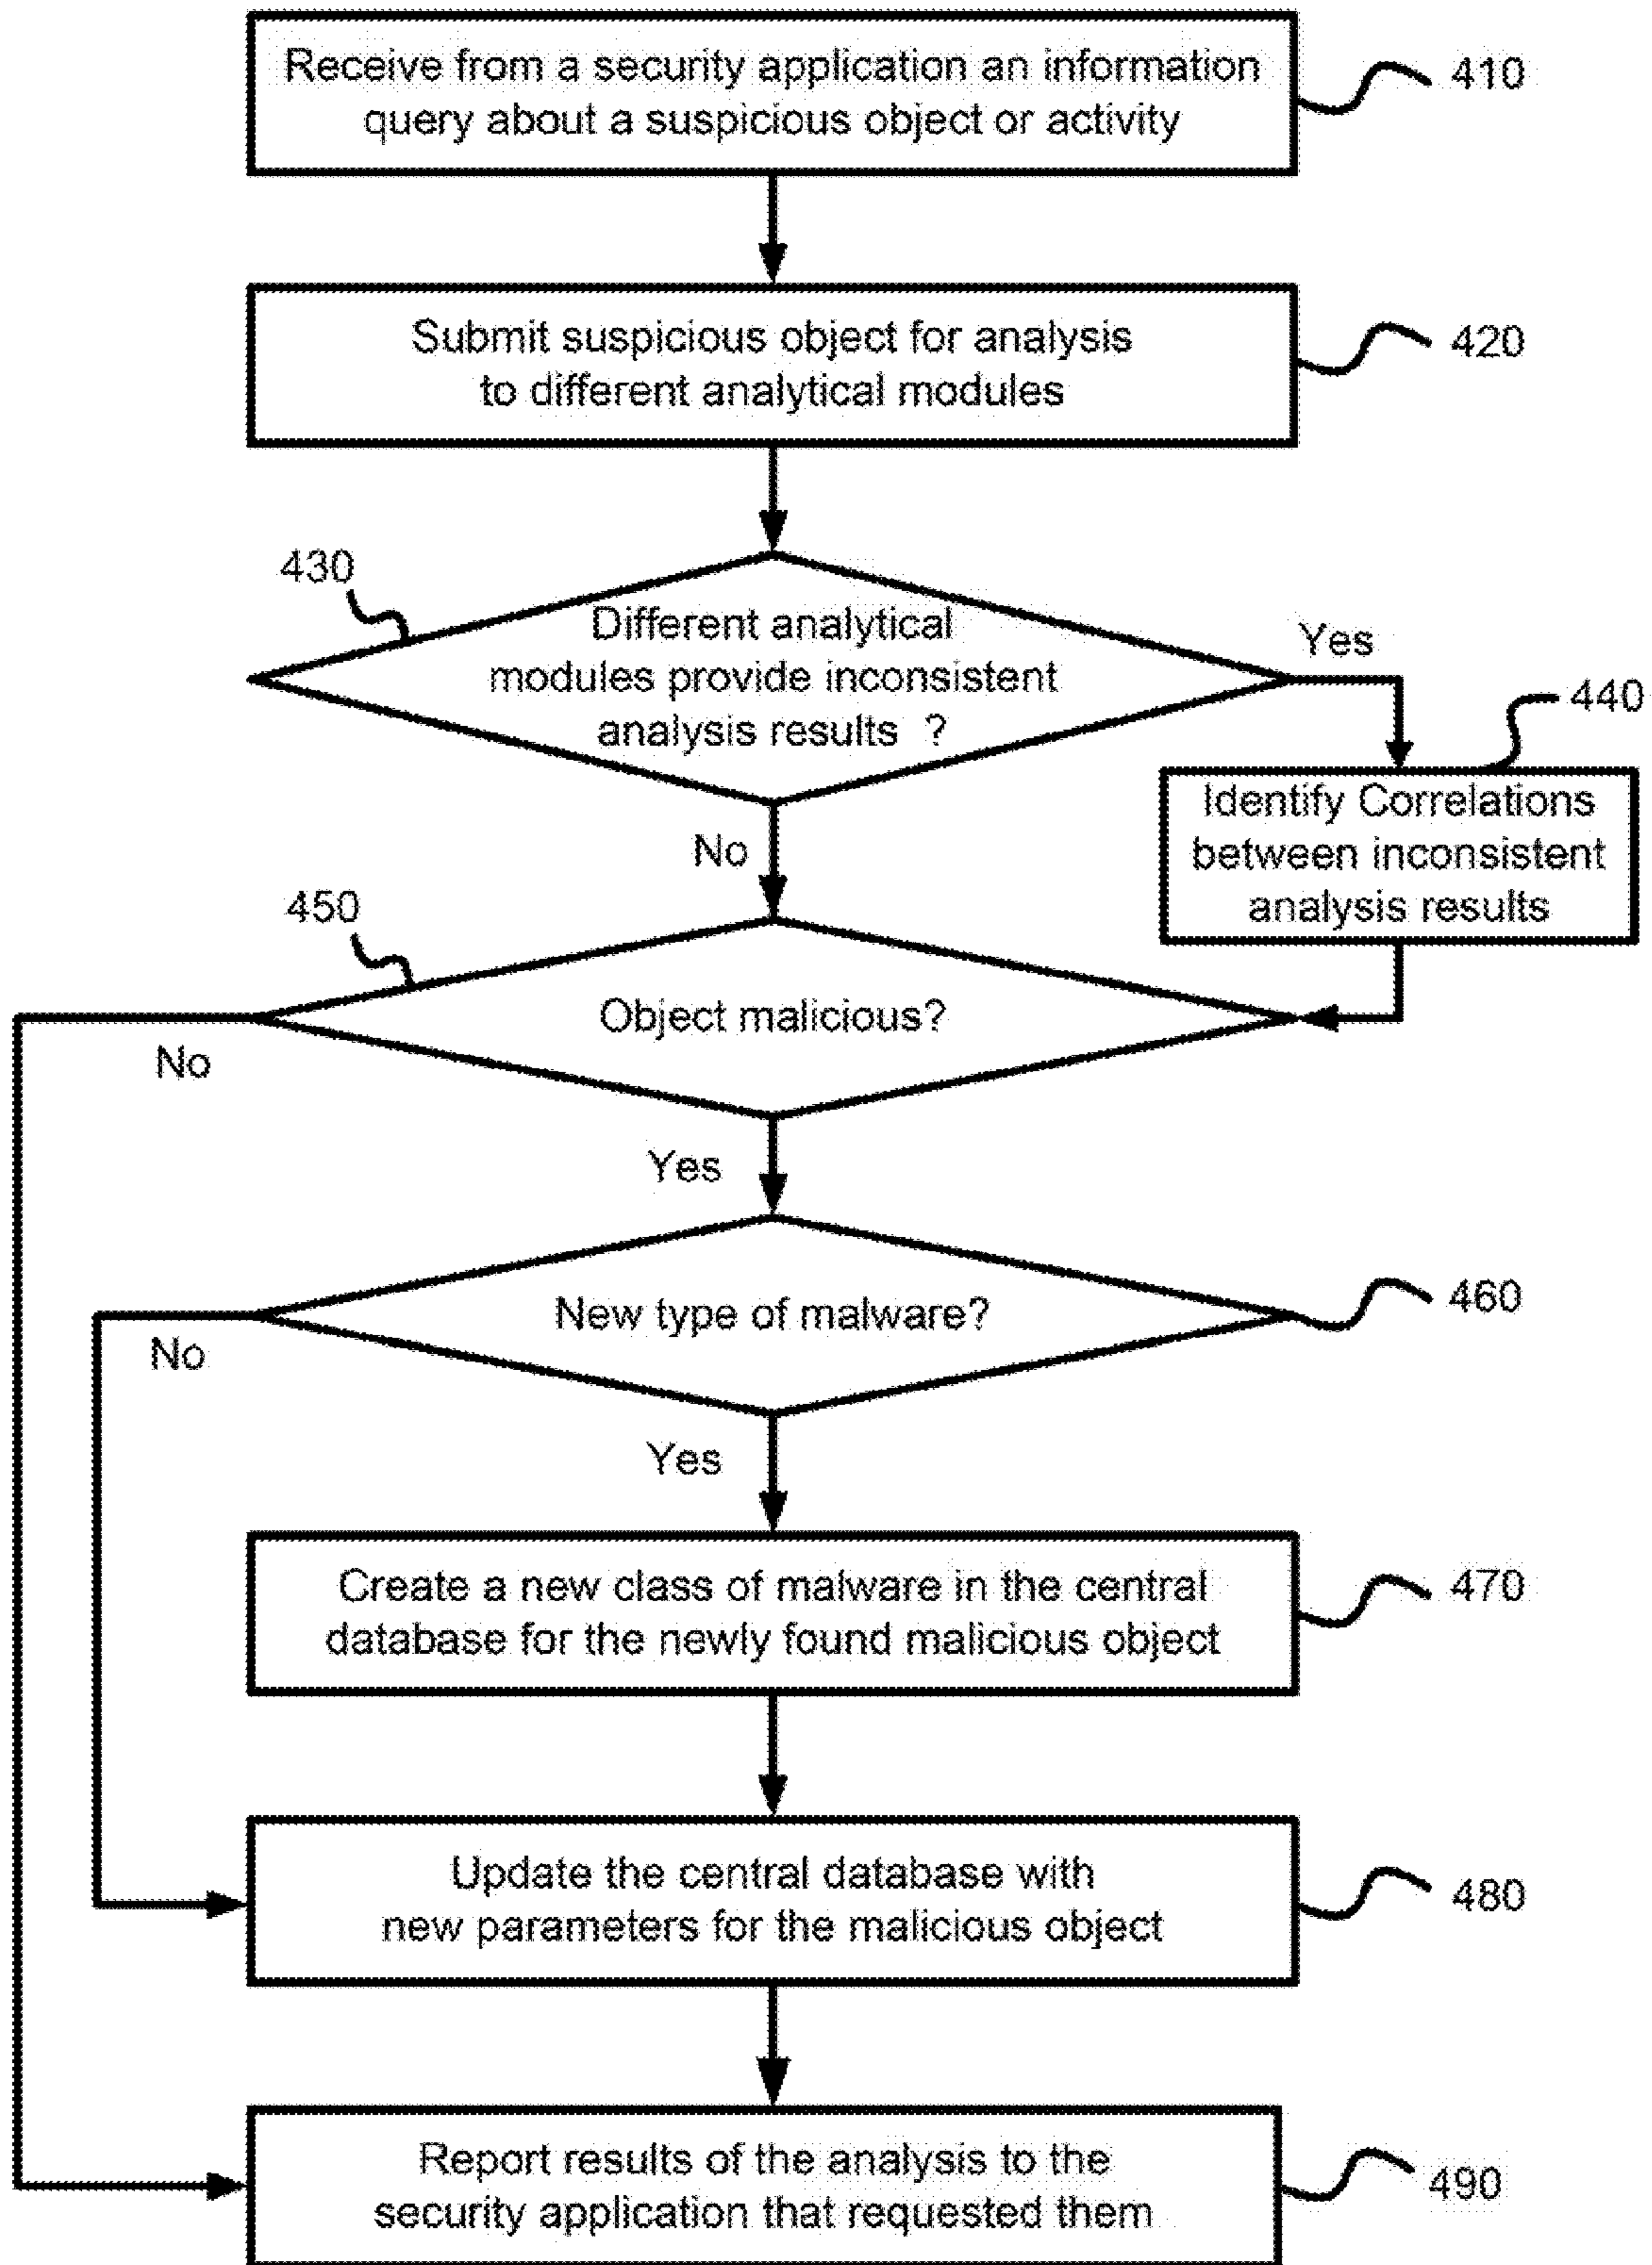 Receive from a security application an information
query about a suspicious object or activity
410
Submit suspicious object for analysis
to different analytical modules
420
430
Different analytical
modules provide inconsistent
analysis results ?
Yes
440
Identify Correlations
between inconsistent
analysis results
No
450
Object malicious?
No
Yes
New type of malware?
460
No
Yes
Create a new class of malware in the central
database for the newly found malicious object
470
Update the central database with
new parameters for the malicious object
480
Report results of the analysis to the
security application that requested them
490